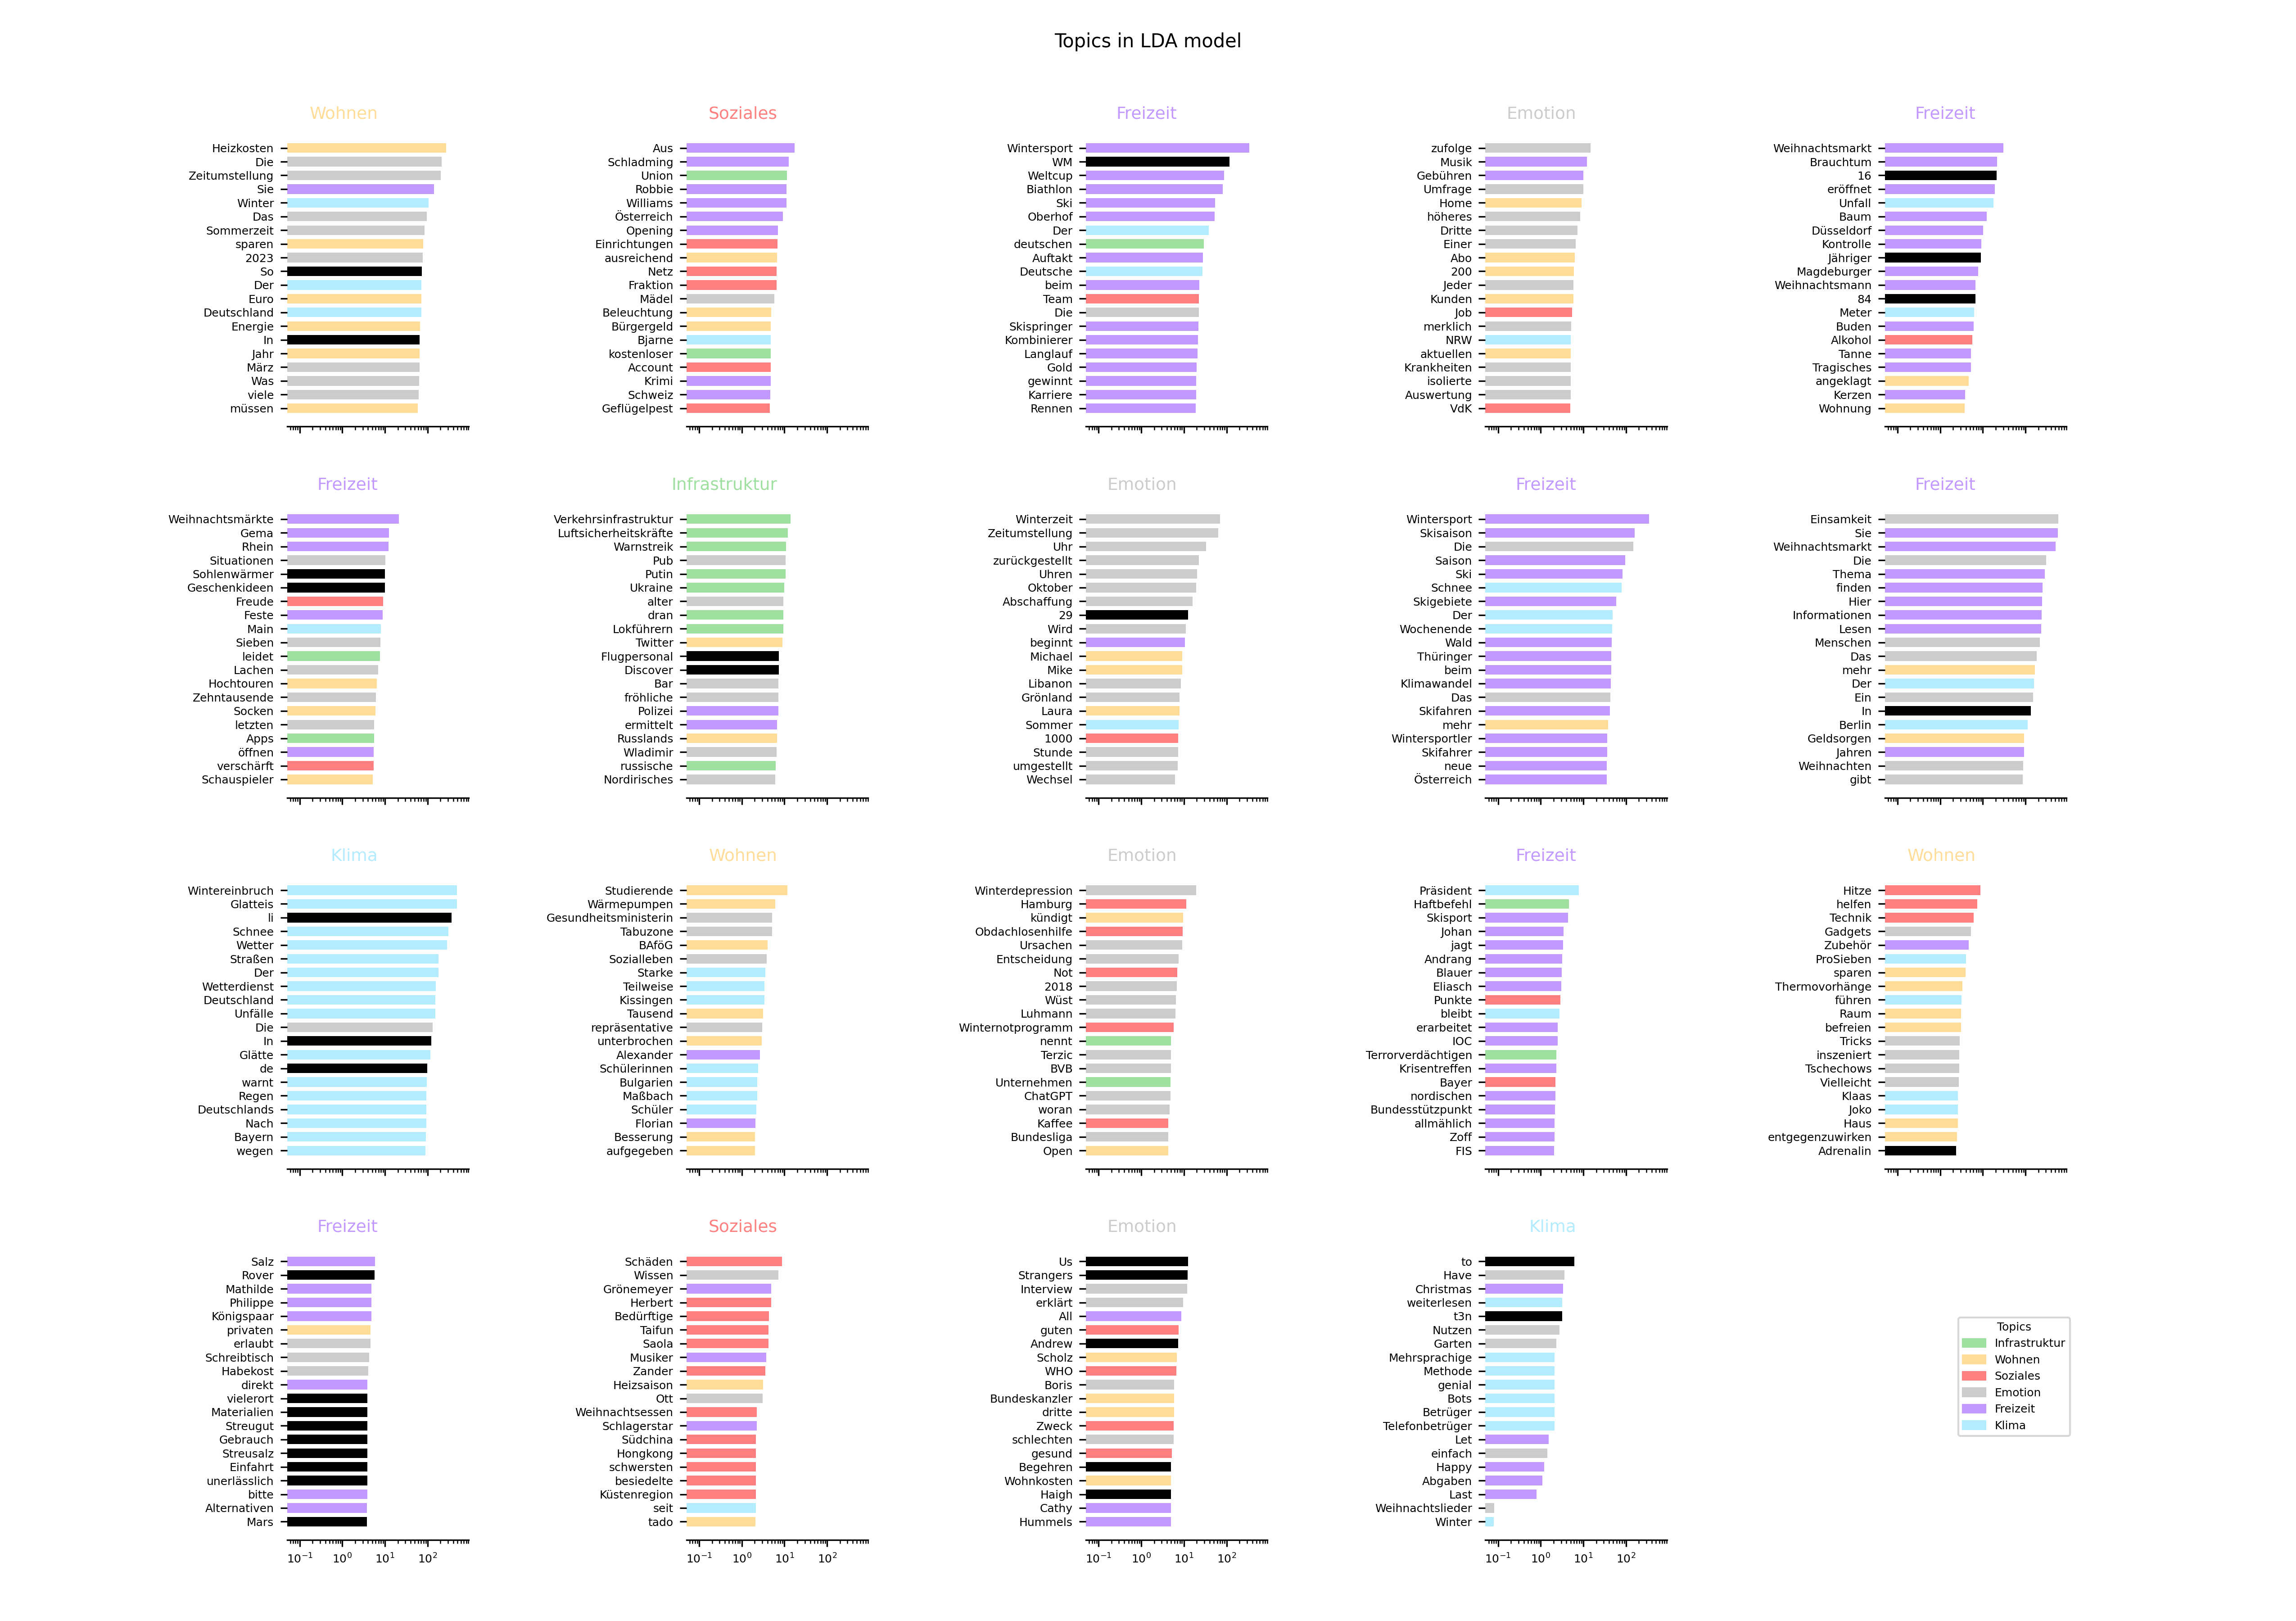 Topics in LDA model
Wohnen
Heizkosten
Die
Zeitumstellung
Sie
Winter
Das
Sommerzeit
sparen
2023
So
Der
Euro
Deutschland
Energie
In
Jahr
März
Was
viele
müssen
Soziales
Aus
Schladming
Union
Robbie
Williams
Österreich
Opening
Einrichtungen
ausreichend
Netz
Fraktion
Mädel
Beleuchtung
Bürgergeld
Bjarne
kostenloser
Account
Krimi
Schweiz
Geflügelpest
Freizeit
Wintersport
WM
Weltcup
Biathlon
Ski
Oberhof
Der
deutschen
Auftakt
Deutsche
beim
Team
Die
Skispringer
Kombinierer
Langlauf
Gold
gewinnt
Karriere
Rennen
Emotion
zufolge
Musik
Gebühren
Umfrage
Home
höheres
Dritte
Einer
Abo
200
Jeder
Kunden
Job
merklich
NRW
aktuellen
Krankheiten
isolierte
Auswertung
VdK
Freizeit
Weihnachtsmarkt
Brauchtum
16
eröffnet
Unfall
Baum
Düsseldorf
Kontrolle
Jähriger
Magdeburger
Weihnachtsmann
84
Meter
Buden
Alkohol
Tanne
Tragisches
angeklagt
Kerzen
Wohnung
Freizeit
Weihnachtsmärkte
Gema
Rhein
Situationen
Sohlenwärmer
Geschenkideen
Freude
Feste
Main
Sieben
leidet
Lachen
Hochtouren
Zehntausende
Socken
letzten
Apps
öffnen
verschärft
Schauspieler
Infrastruktur
Verkehrsinfrastruktur
Luftsicherheitskräfte
Warnstreik
Pub
Putin
Ukraine
alter
dran
Lokführern
Twitter
Flugpersonal
Discover
Bar
fröhliche
Polizei
ermittelt
Russlands
Wladimir
russische
Nordirisches
Emotion
Winterzeit
Zeitumstellung
Uhr
zurückgestellt
Uhren
Oktober
Abschaffung
29
Wird
beginnt
Michael
Mike
Libanon
Grönland
Laura
Sommer
1000
Stunde
umgestellt
Wechsel
Freizeit
Wintersport
Skisaison
Die
Saison
Ski
Schnee
Skigebiete
Der
Wochenende
Wald
Thüringer
beim
Klimawandel
Das
Skifahren
mehr
Wintersportler
Skifahrer
neue
Österreich
Freizeit
Einsamkeit
Sie
Weihnachtsmarkt
Die
Thema
finden
Hier
Informationen
Lesen
Menschen
Das
mehr
Der
Ein
In
Berlin
Geldsorgen
Jahren
Weihnachten
gibt
Klima
Wintereinbruch
Glatteis
li
Schnee
Wetter
Straßen
Der
Wetterdienst
Deutschland
Unfälle
Die
In
Glätte
de
warnt
Regen
Deutschlands
Nach
Bayern
wegen
Wohnen
Studierende
Wärmepumpen
Gesundheitsministerin
Tabuzone
BAföG
Sozialleben
Starke
Teilweise
Kissingen
Tausend
repräsentative
unterbrochen
Alexander
Schülerinnen
Bulgarien
Maßbach
Schüler
Florian
Besserung
aufgegeben
Emotion
Winterdepression
Hamburg
kündigt
Obdachlosenhilfe
Ursachen
Entscheidung
Not
2018
Wüst
Luhmann
Winternotprogramm
nennt
Terzic
BVB
Unternehmen
ChatGPT
woran
Kaffee
Bundesliga
Open
Freizeit
Präsident
Haftbefehl
Skisport
Johan
jagt
Andrang
Blauer
Eliasch
Punkte
bleibt
erarbeitet
IOC
Terrorverdächtigen
Krisentreffen
Bayer
nordischen
Bundesstützpunkt
allmählich
Zoff
FIS
Wohnen
Hitze
helfen
Technik
Gadgets
Zubehör
ProSieben
sparen
Thermovorhänge
führen
Raum
befreien
Tricks
inszeniert
Tschechows
Vielleicht
Klaas
Joko
Haus
entgegenzuwirken
Adrenalin
Freizeit
Salz
Rover
Mathilde
Philippe
Königspaar
privaten
erlaubt
Schreibtisch
Habekost
direkt
vielerort
Materialien
Streugut
Gebrauch
Streusalz
Einfahrt
unerlässlich
bitte
Alternativen
Mars
10⁻¹ 10⁰ 10¹ 10²
Soziales
Schäden
Wissen
Grönemeyer
Herbert
Bedürftige
Taifun
Saola
Musiker
Zander
Heizsaison
Ott
Weihnachtsessen
Schlagerstar
Südchina
Hongkong
schwersten
besiedelte
Küstenregion
seit
tado
10⁻¹ 10⁰ 10¹ 10²
Emotion
Us
Strangers
Interview
erklärt
All
guten
Andrew
Scholz
WHO
Boris
Bundeskanzler
dritte
Zweck
schlechten
gesund
Begehren
Wohnkosten
Haigh
Cathy
Hummels
10⁻¹ 10⁰ 10¹ 10²
Klima
to
Have
Christmas
weiterlesen
t3n
Nutzen
Garten
Mehrsprachige
Methode
genial
Bots
Betrüger
Telefonbetrüger
Let
einfach
Happy
Abgaben
Last
Weihnachtslieder
Winter
10⁻¹ 10⁰ 10¹ 10²
Topics
Infrastruktur
Wohnen
Soziales
Emotion
Freizeit
Klima